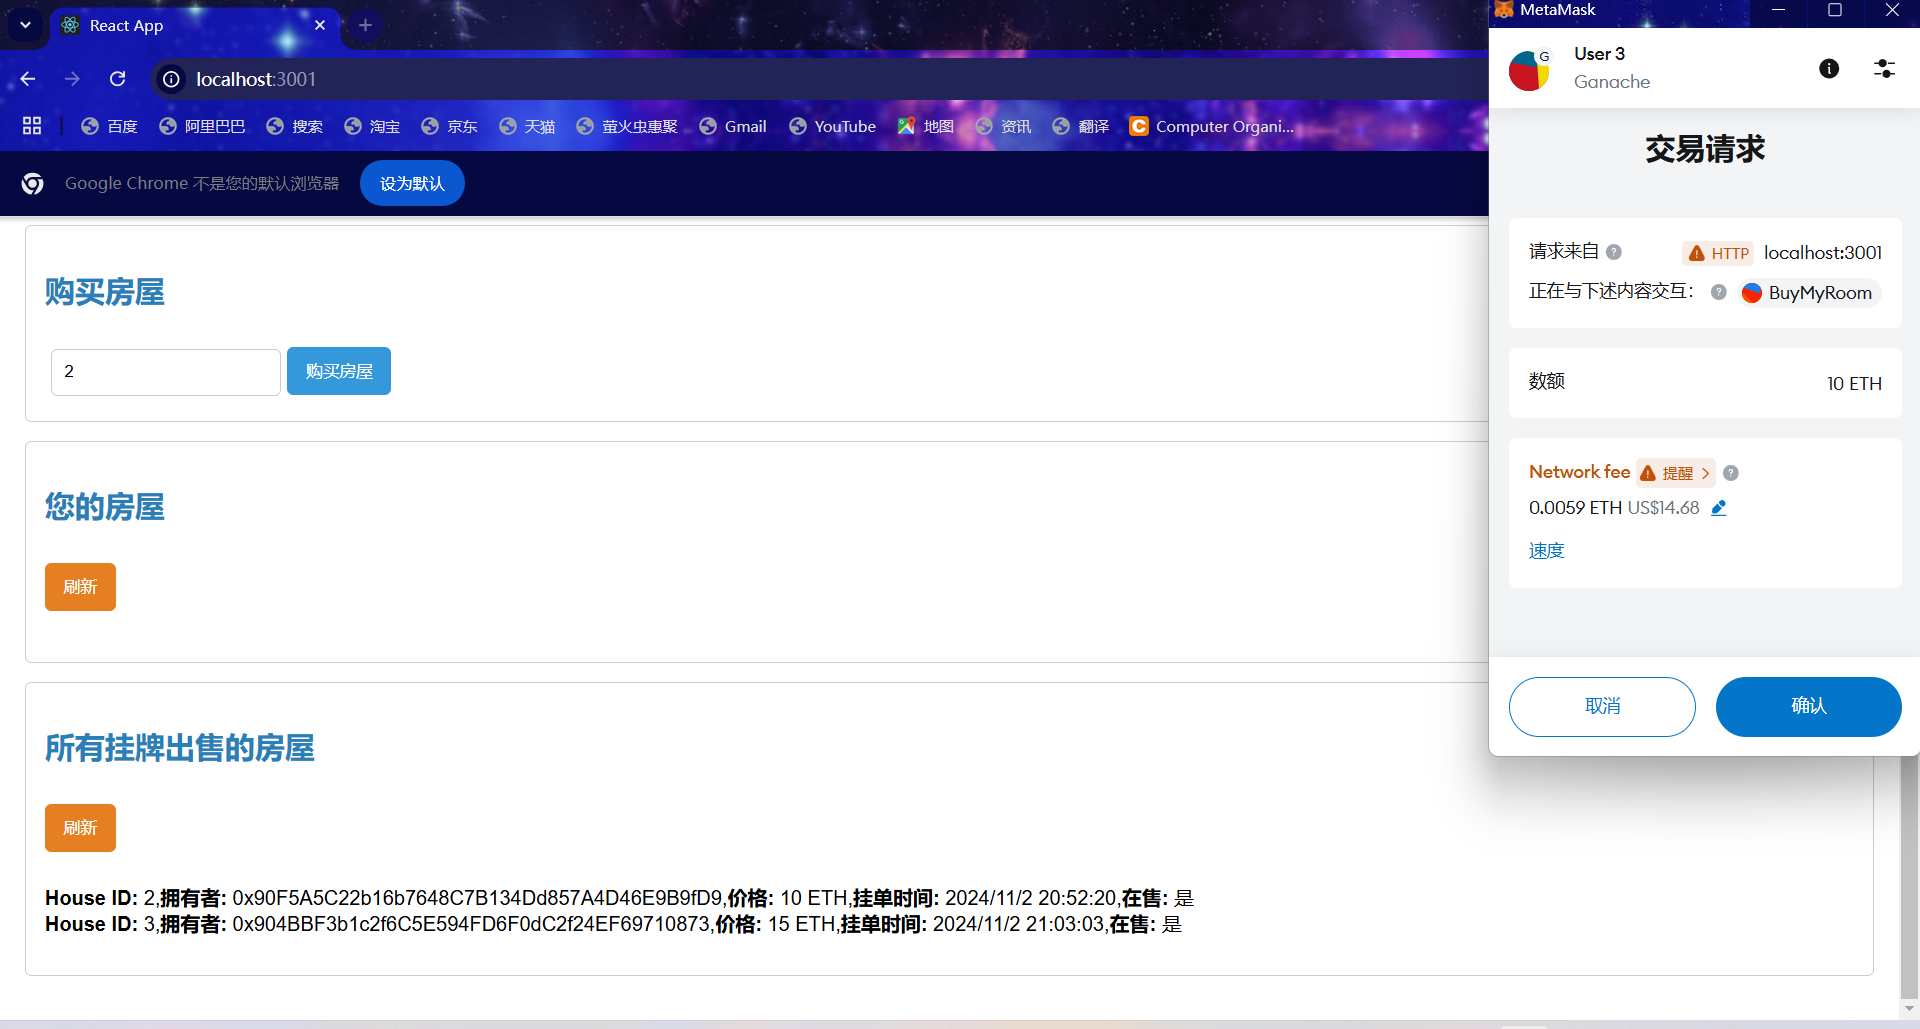 React App
localhost:3001
百度 阿里巴巴 搜索 淘宝 京东 天猫 萤火虫惠聚 Gmail YouTube 地图 资讯 翻译 Computer Organi...
Google Chrome 不是您的默认浏览器 设为默认
购买房屋
2 购买房屋
您的房屋
刷新
所有挂牌出售的房屋
刷新
House ID: 2,拥有者: 0x90F5A5C22b16b7648C7B134Dd857A4D46E9B9fD9,价格: 10 ETH,挂单时间: 2024/11/2 20:52:20,在售: 是
House ID: 3,拥有者: 0x904BBF3b1c2f6C5E594FD6F0dC2f24EF69710873,价格: 15 ETH,挂单时间: 2024/11/2 21:03:03,在售: 是
MetaMask
G
User 3
Ganache
交易请求
请求来自 HTTP localhost:3001
正在与下述内容交互: BuyMyRoom
数额 10 ETH
Network fee 提醒
0.0059 ETH US$14.68
速度
取消 确认